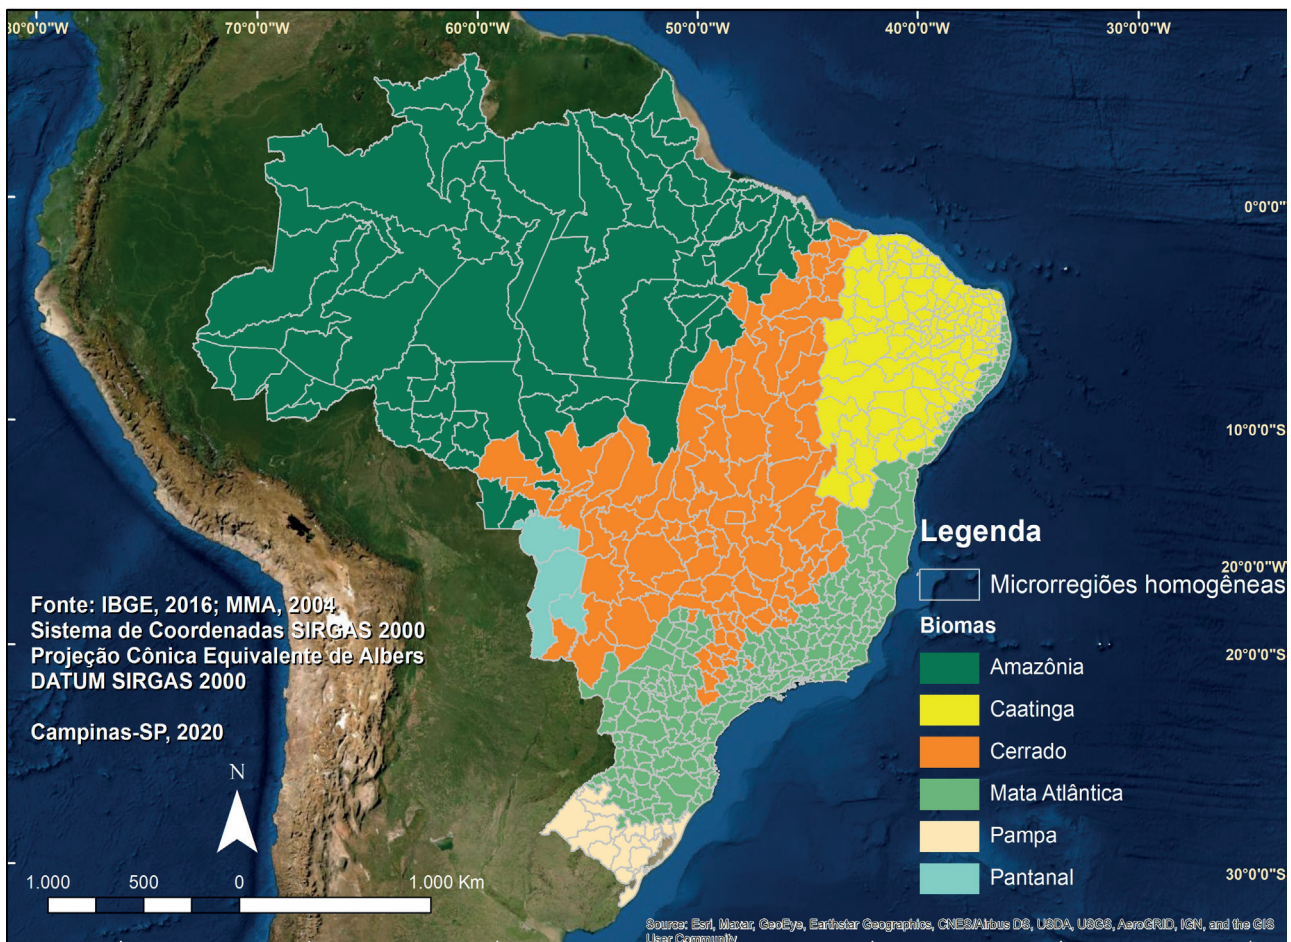 80°0'0"W 70°0'0"W 60°0'0"W 50°0'0"W 40°0'0"W 30°0'0"W
0°0'0"
10°0'0"S
Legenda
Microrregiões homogêneas
20°0'0"W
Biomas
20°0'0"S
Amazônia
Caatinga
Cerrado
Mata Atlântica
Pampa
Pantanal
30°0'0"S
Fonte: IBGE, 2016; MMA, 2004
Sistema de Coordenadas SIRGAS 2000
Projeção Cônica Equivalente de Albers
DATUM SIRGAS 2000
Campinas-SP, 2020
N
1.000 500 0 1.000 Km
Source: Esri, Maxar, GeoEye, Earthstar Geographics, CNES/Airbus DS, USDA, USGS, AeroGRID, IGN, and the GIS
User Community